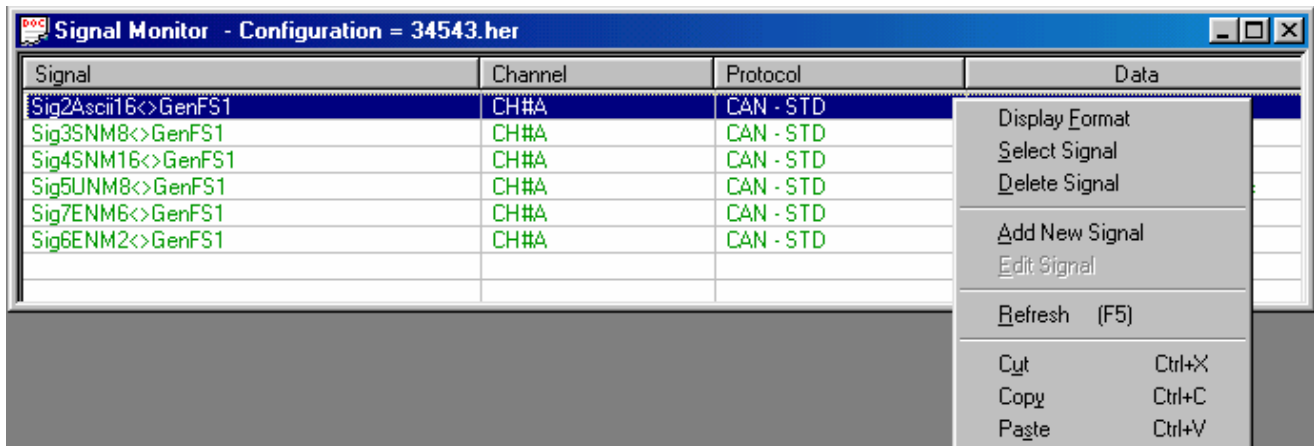 DOC
Signal Monitor - Configuration = 34543.her
Signal Channel Protocol Data
Sig2Ascii16<>GenFS1 CH#A CAN - STD
Sig3SNM8<>GenFS1 CH#A CAN - STD
Sig4SNM16<>GenFS1 CH#A CAN - STD
Sig5UNM8<>GenFS1 CH#A CAN - STD
Sig7ENM6<>GenFS1 CH#A CAN - STD
Sig6ENM2<>GenFS1 CH#A CAN - STD
Display Format
Select Signal
Delete Signal
Add New Signal
Edit Signal
Refresh (F5)
Cut Ctrl+X
Copy Ctrl+C
Paste Ctrl+V